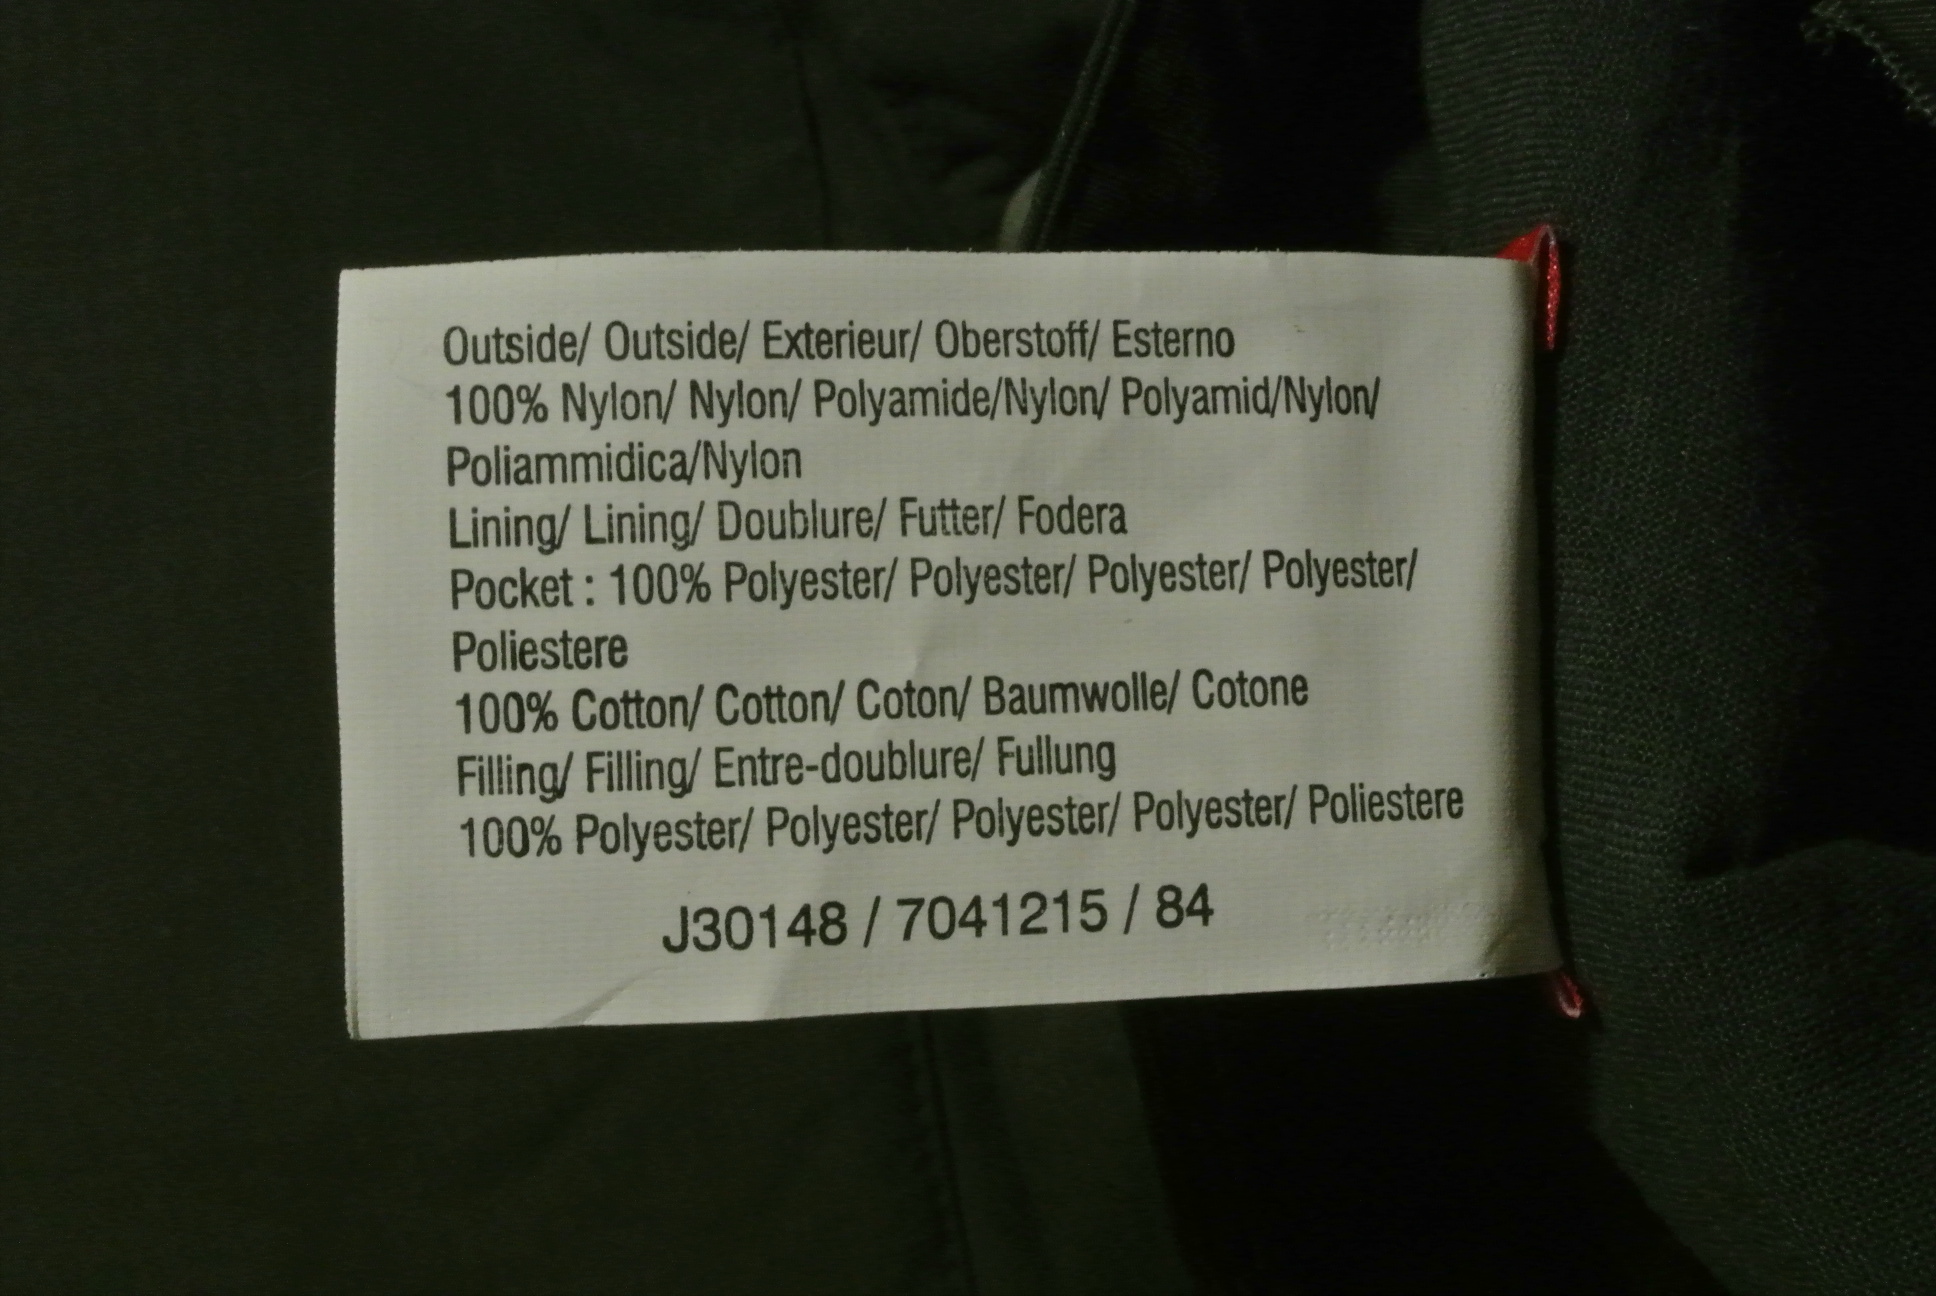 Outside/ Outside/ Exterieur/ Oberstoff/ Esterno
100% Nylon/ Nylon/ Polyamide/Nylon/ Polyamid/Nylon/
Poliammidica/Nylon
Lining/ Lining/ Doublure/ Futter/ Fodera
Pocket : 100% Polyester/ Polyester/ Polyester/ Polyester/
Poliestere
100% Cotton/ Cotton/ Coton/ Baumwolle/ Cotone
Filling/ Filling/ Entre-doublure/ Fullung
100% Polyester/ Polyester/ Polyester/ Polyester/ Poliestere
J30148 / 7041215 / 84